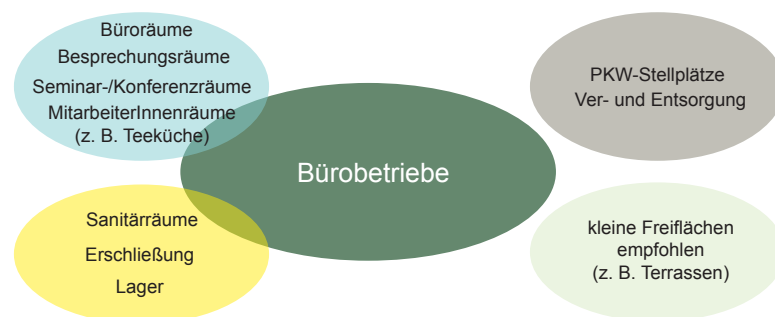 Büroräume
Besprechungsräume
Seminar-/Konferenzräume
MitarbeiterInnenräume
(z. B. Teeküche)
PKW-Stellplätze
Ver- und Entsorgung
Bürobetriebe
Sanitärräume
Erschließung
Lager
kleine Freiflächen
empfohlen
(z. B. Terrassen)